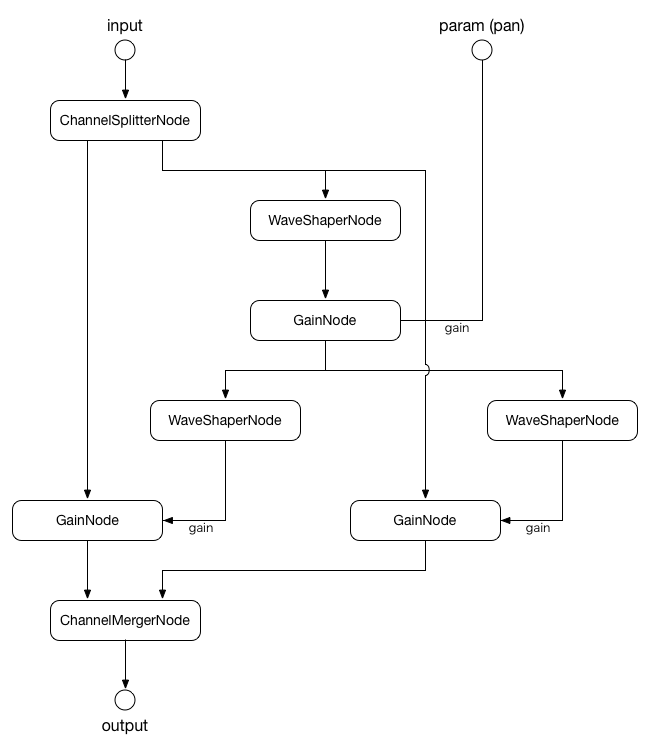 input
param (pan)
ChannelSplitterNode
WaveShaperNode
GainNode
gain
WaveShaperNode
WaveShaperNode
GainNode
gain
GainNode
gain
ChannelMergerNode
output